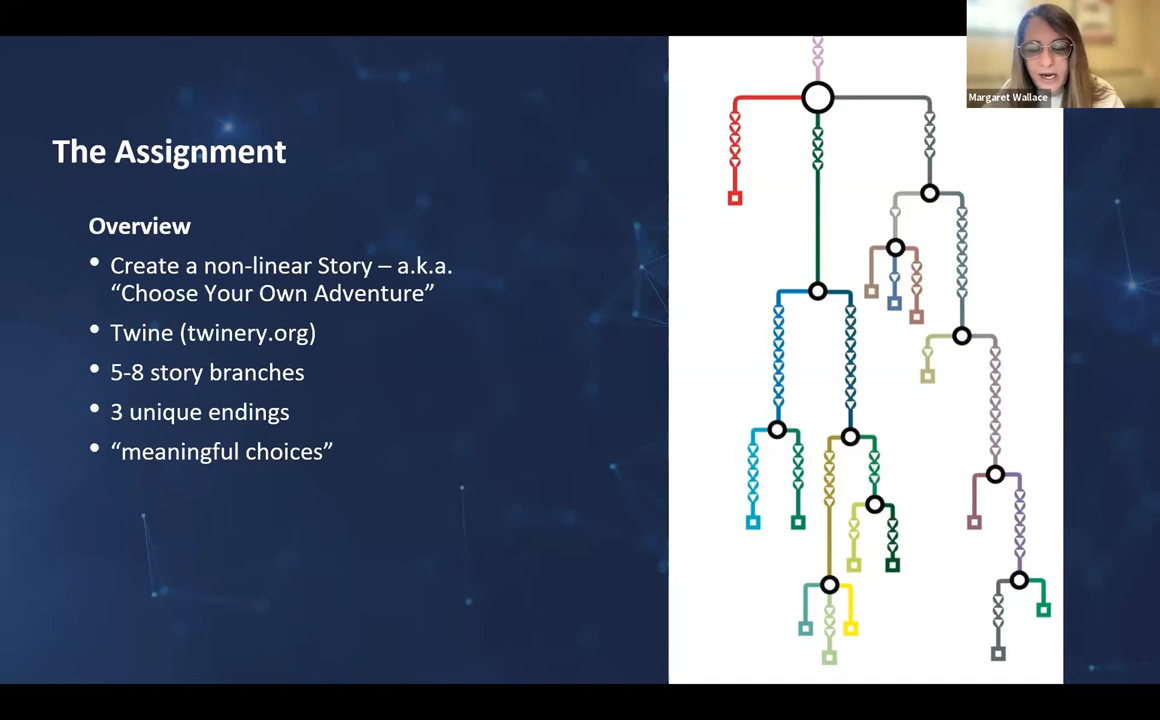 Margaret Wallace
The Assignment
Overview
• Create a non-linear Story – a.k.a.
“Choose Your Own Adventure”
• Twine (twinery.org)
• 5-8 story branches
• 3 unique endings
• “meaningful choices”